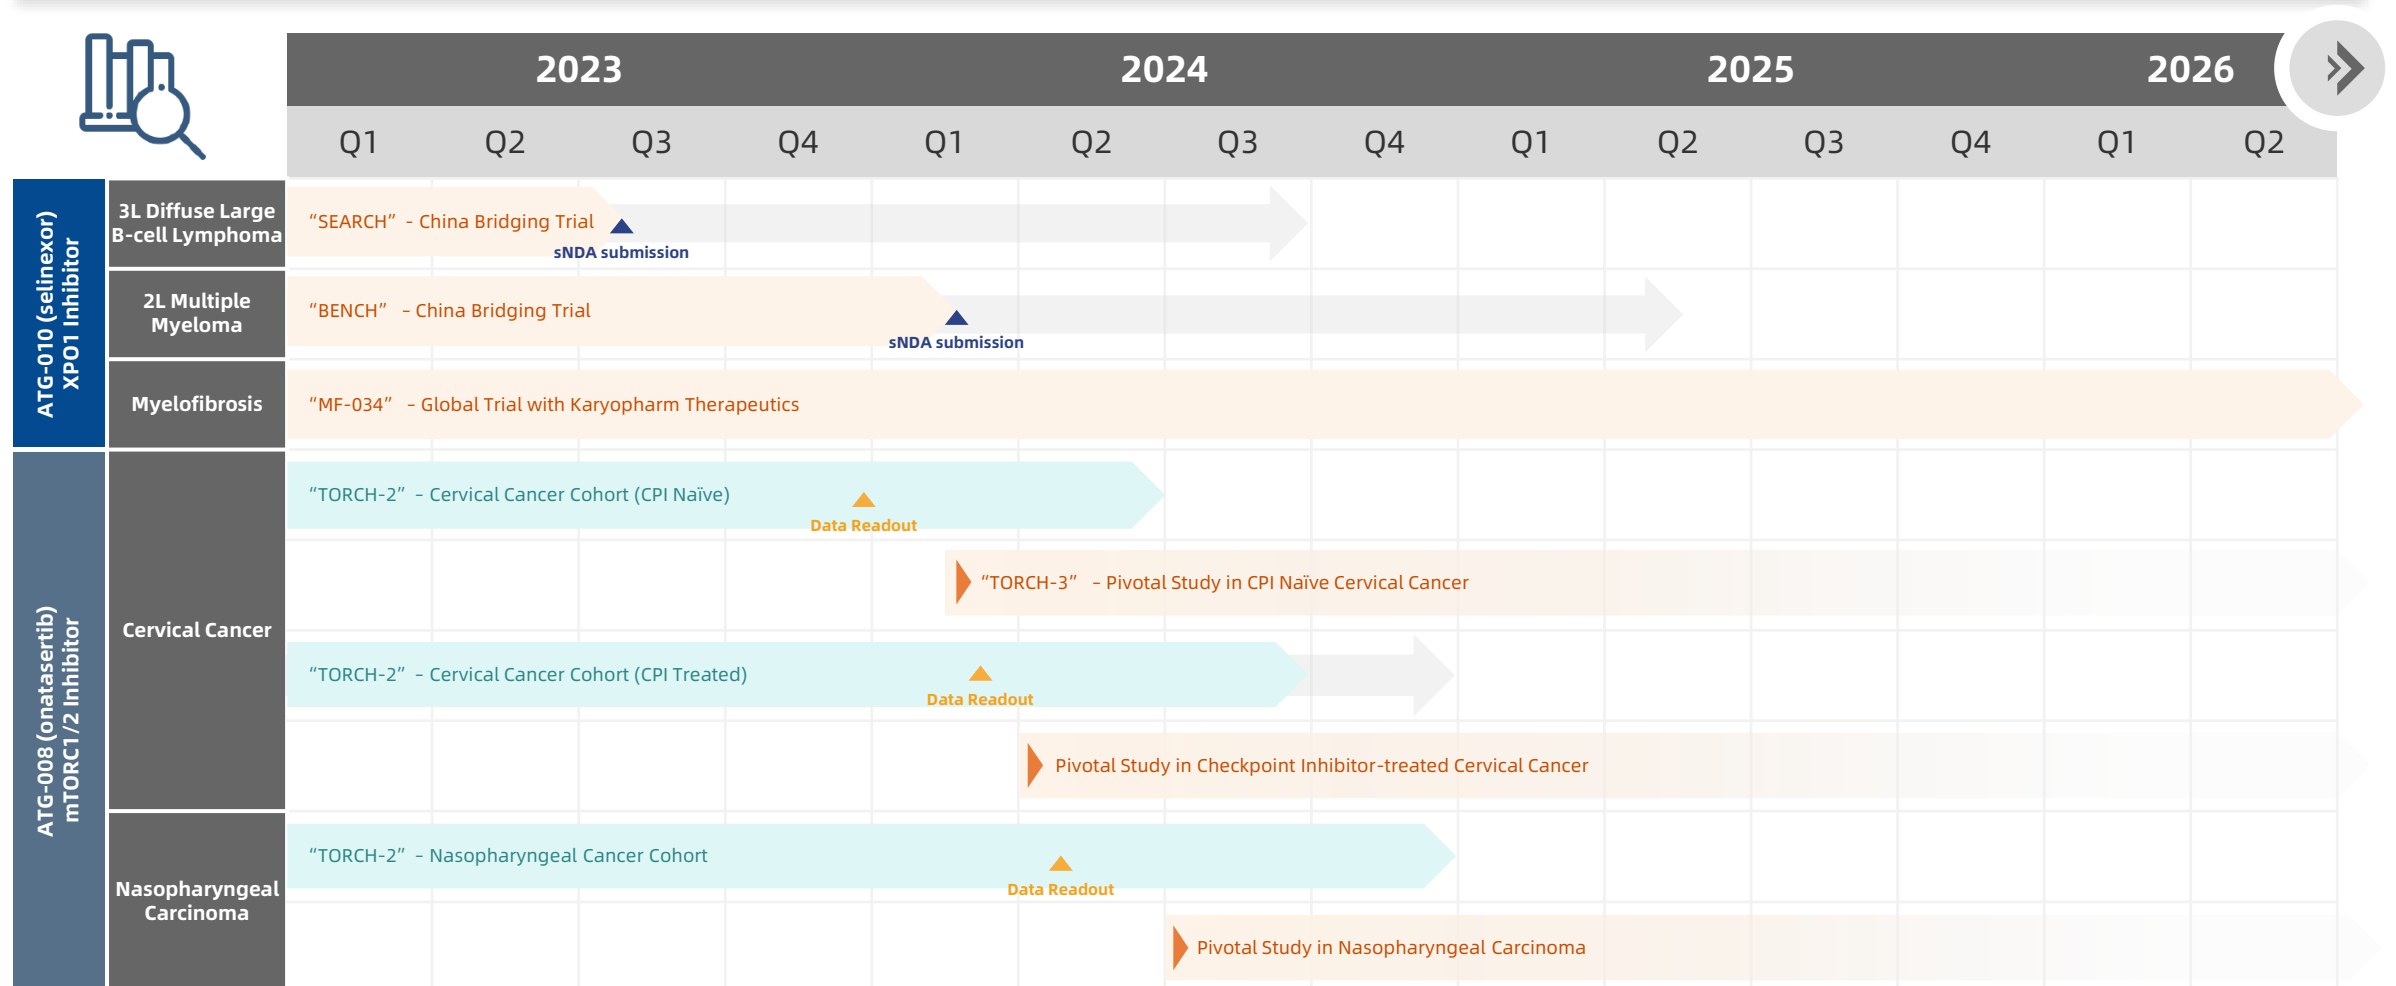 2023 2024 2025 2026
Q1 Q2 Q3 Q4 Q1 Q2 Q3 Q4 Q1 Q2 Q3 Q4 Q1 Q2
ATG-010 (selinexor)
XPO1 Inhibitor
3L Diffuse Large
B-cell Lymphoma
“SEARCH” - China Bridging Trial
sNDA submission
2L Multiple
Myeloma
“BENCH” – China Bridging Trial
sNDA submission
Myelofibrosis
“MF-034” – Global Trial with Karyopharm Therapeutics
ATG-008 (onatasertib)
mTORC1/2 Inhibitor
Cervical Cancer
“TORCH-2” – Cervical Cancer Cohort (CPI Naïve)
Data Readout
“TORCH-3” – Pivotal Study in CPI Naïve Cervical Cancer
“TORCH-2” – Cervical Cancer Cohort (CPI Treated)
Data Readout
Pivotal Study in Checkpoint Inhibitor-treated Cervical Cancer
Nasopharyngeal
Carcinoma
“TORCH-2” – Nasopharyngeal Cancer Cohort
Data Readout
Pivotal Study in Nasopharyngeal Carcinoma